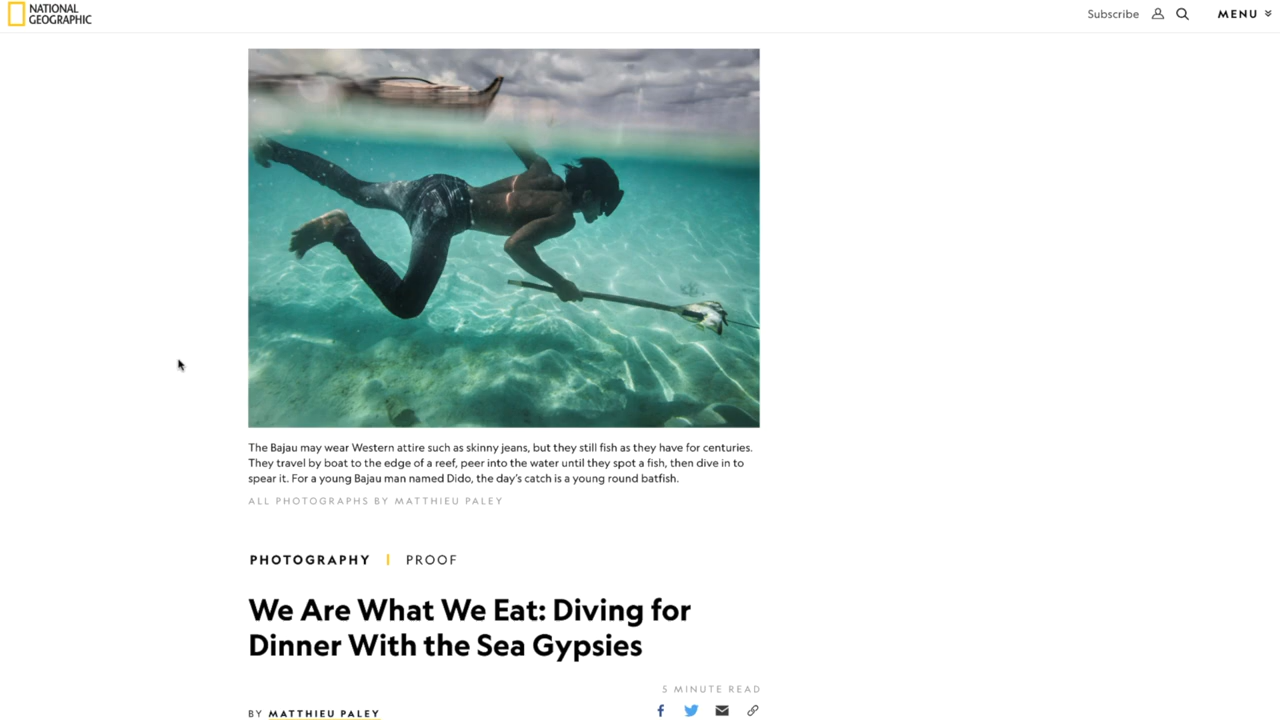 NATIONAL
GEOGRAPHIC
Subscribe
MENU
The Bajau may wear Western attire such as skinny jeans, but they still fish as they have for centuries.
They travel by boat to the edge of a reef, peer into the water until they spot a fish, then dive in to
spear it. For a young Bajau man named Dido, the day's catch is a young round batfish.
ALL PHOTOGRAPHS BY MATTHIEU PALEY
PHOTOGRAPHY | PROOF
We Are What We Eat: Diving for
Dinner With the Sea Gypsies
5 MINUTE READ
BY MATTHIEU PALEY